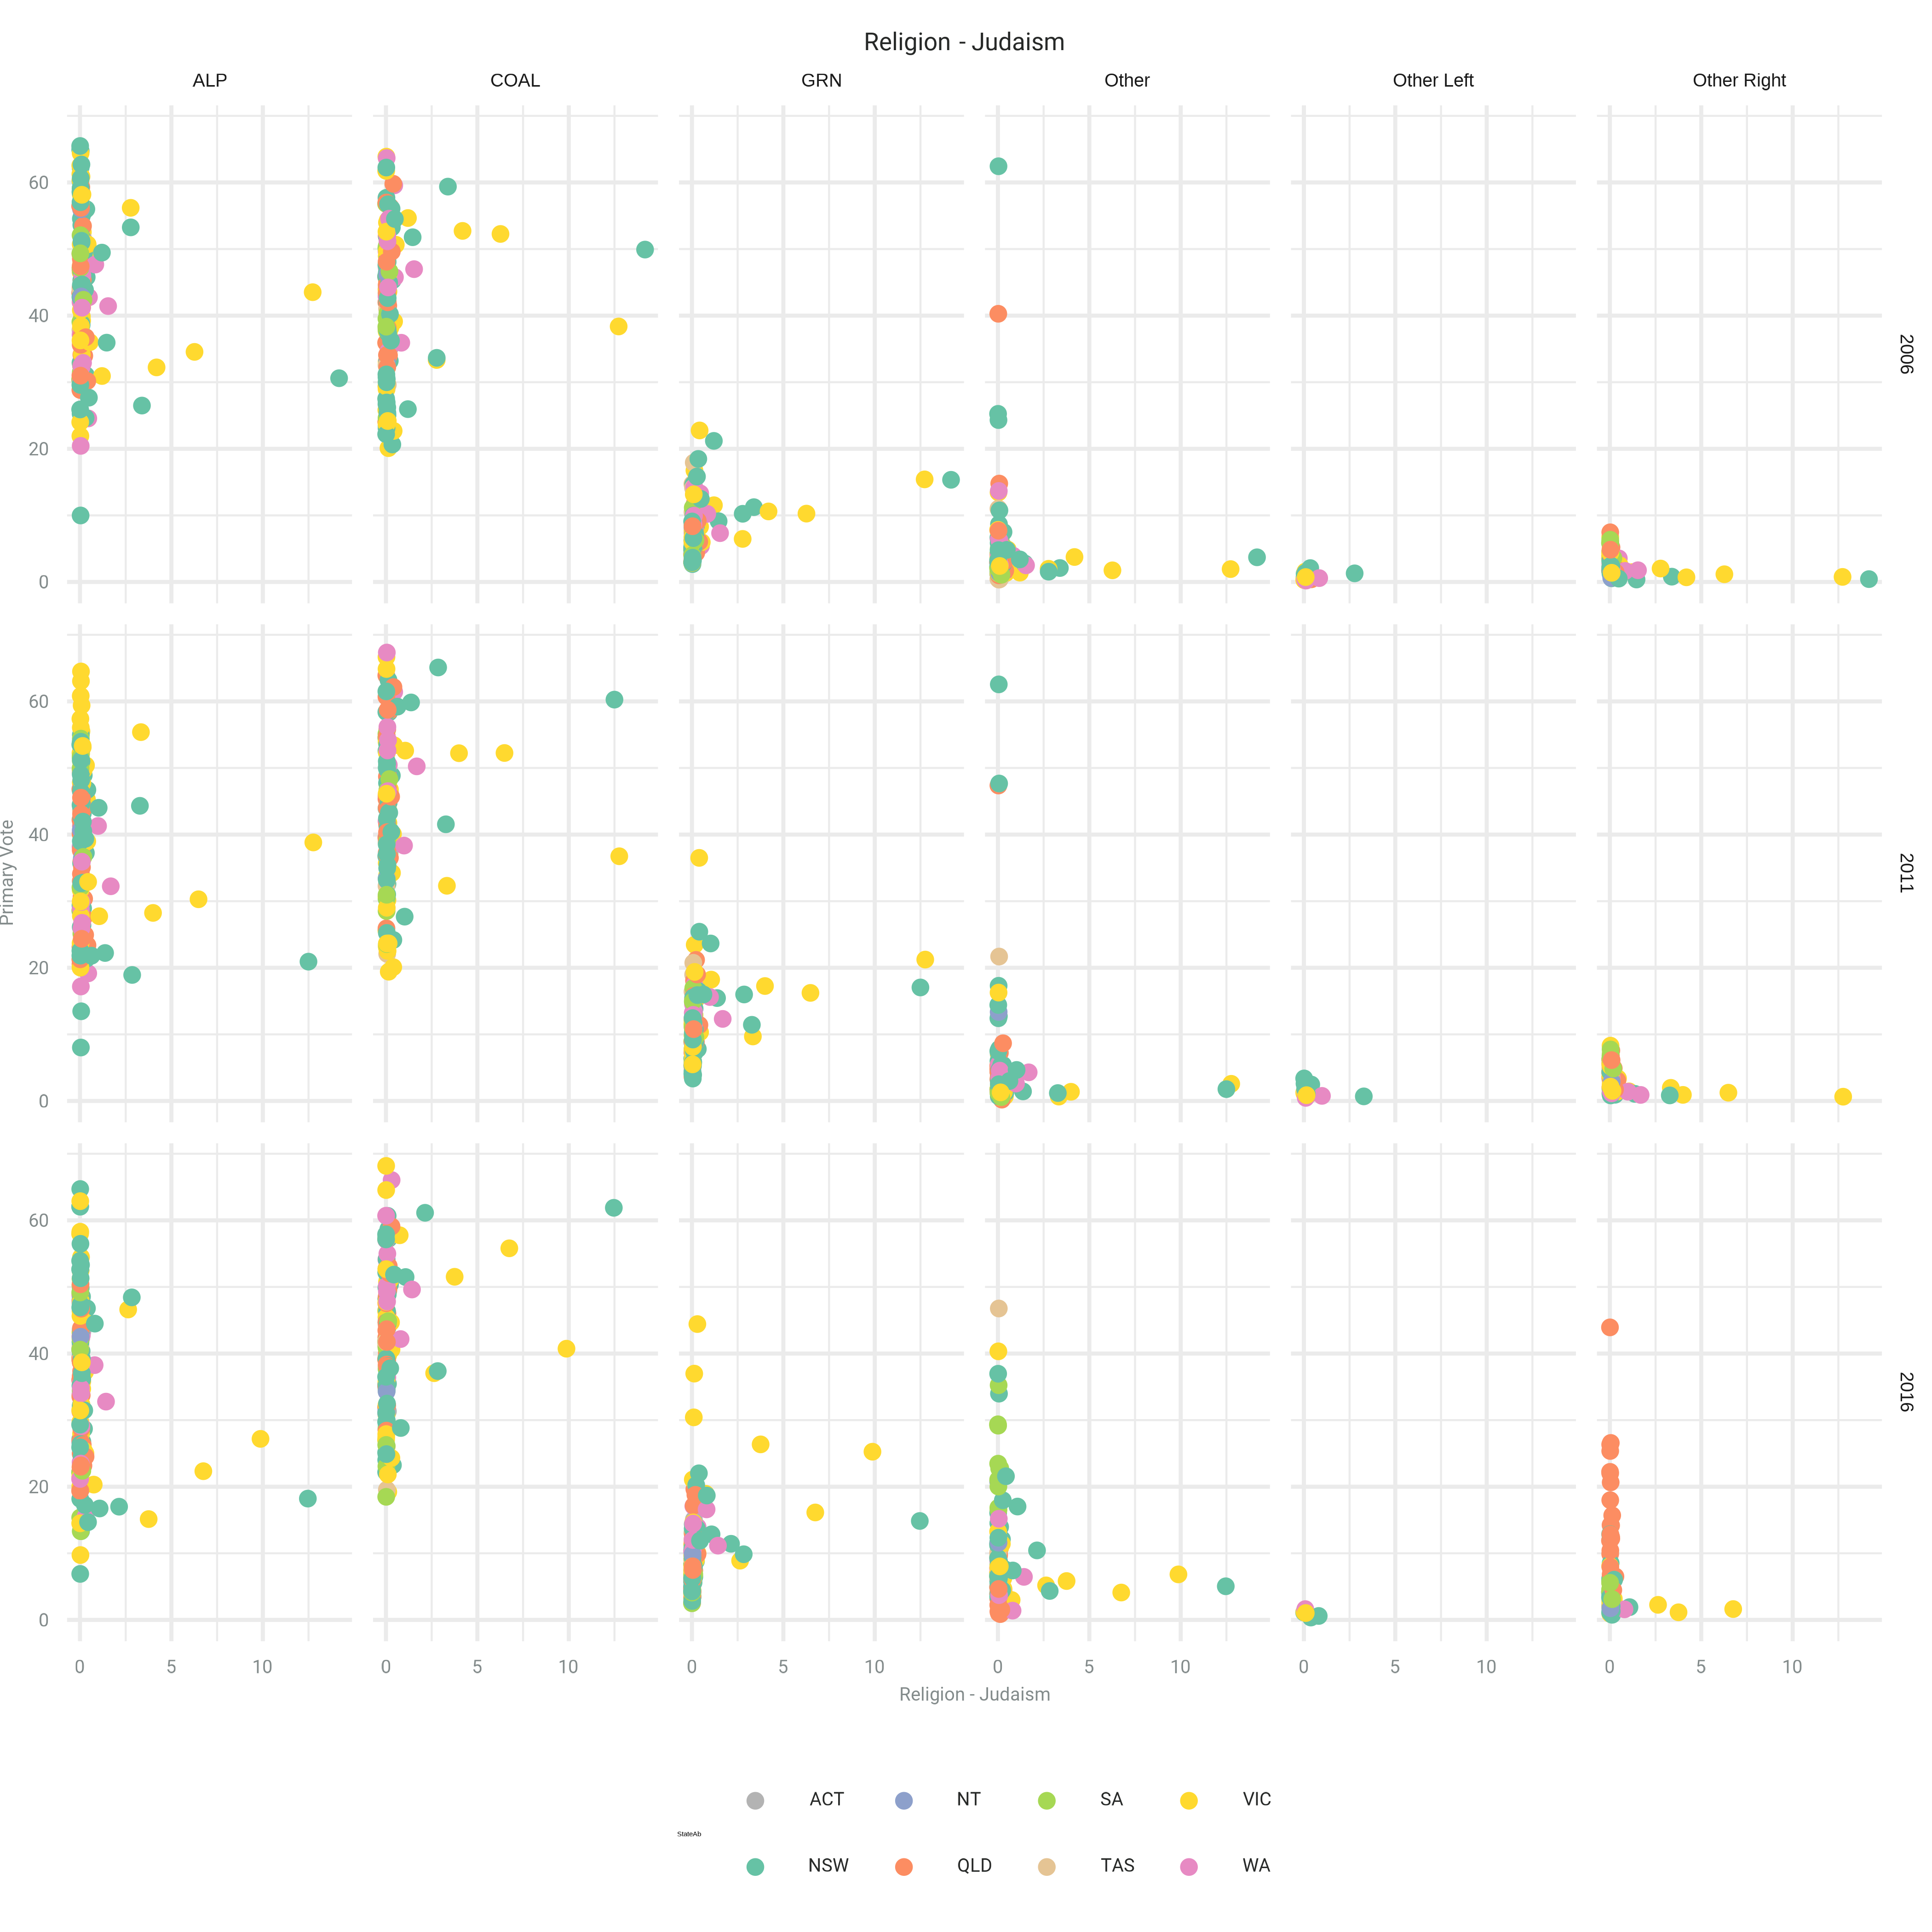 Religion - Judaism
ALP COAL GRN Other Other Left Other Right
60
40
20
0
2006
60
40
20
0
2011
Primary Vote
60
40
20
0
2016
0 5 10 0 5 10 0 5 10 0 5 10 0 5 10 0 5 10
Religion - Judaism
ACT NT SA VIC
StateAb
NSW QLD TAS WA